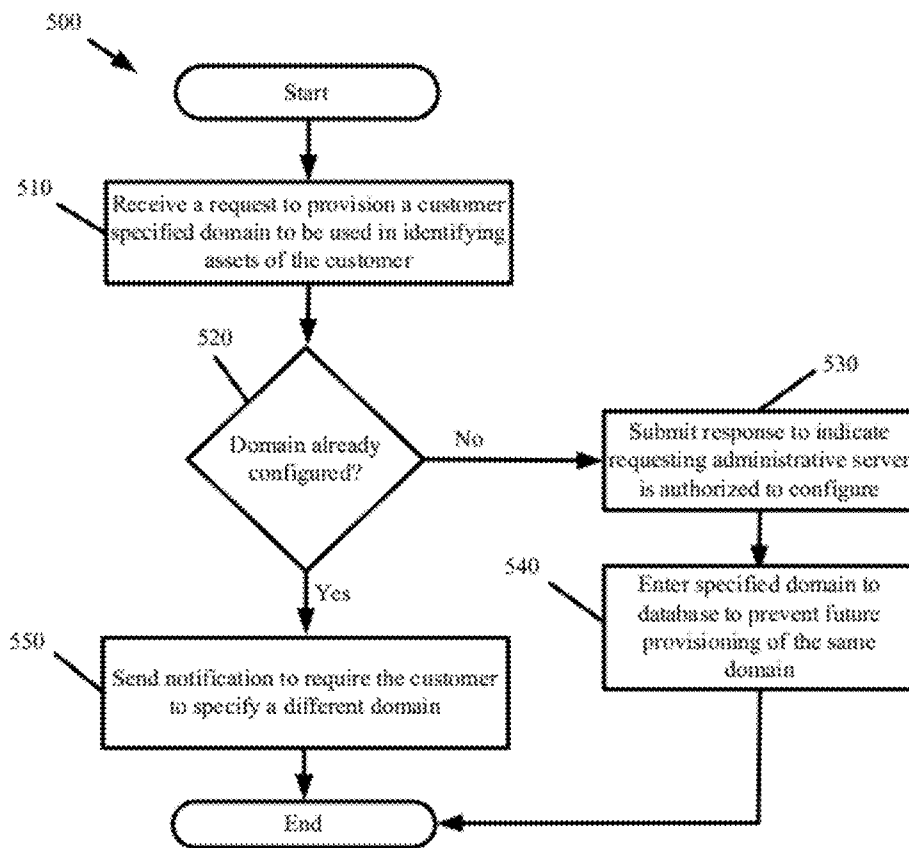 500
Start
510
Receive a request to provision a customer
specified domain to be used in identifying
assets of the customer
520
Domain already
configured?
No
530
Submit response to indicate
requesting administrative server
is authorized to configure
540
Enter specified domain to
database to prevent future
provisioning of the same
domain
Yes
550
Send notification to require the customer
to specify a different domain
End